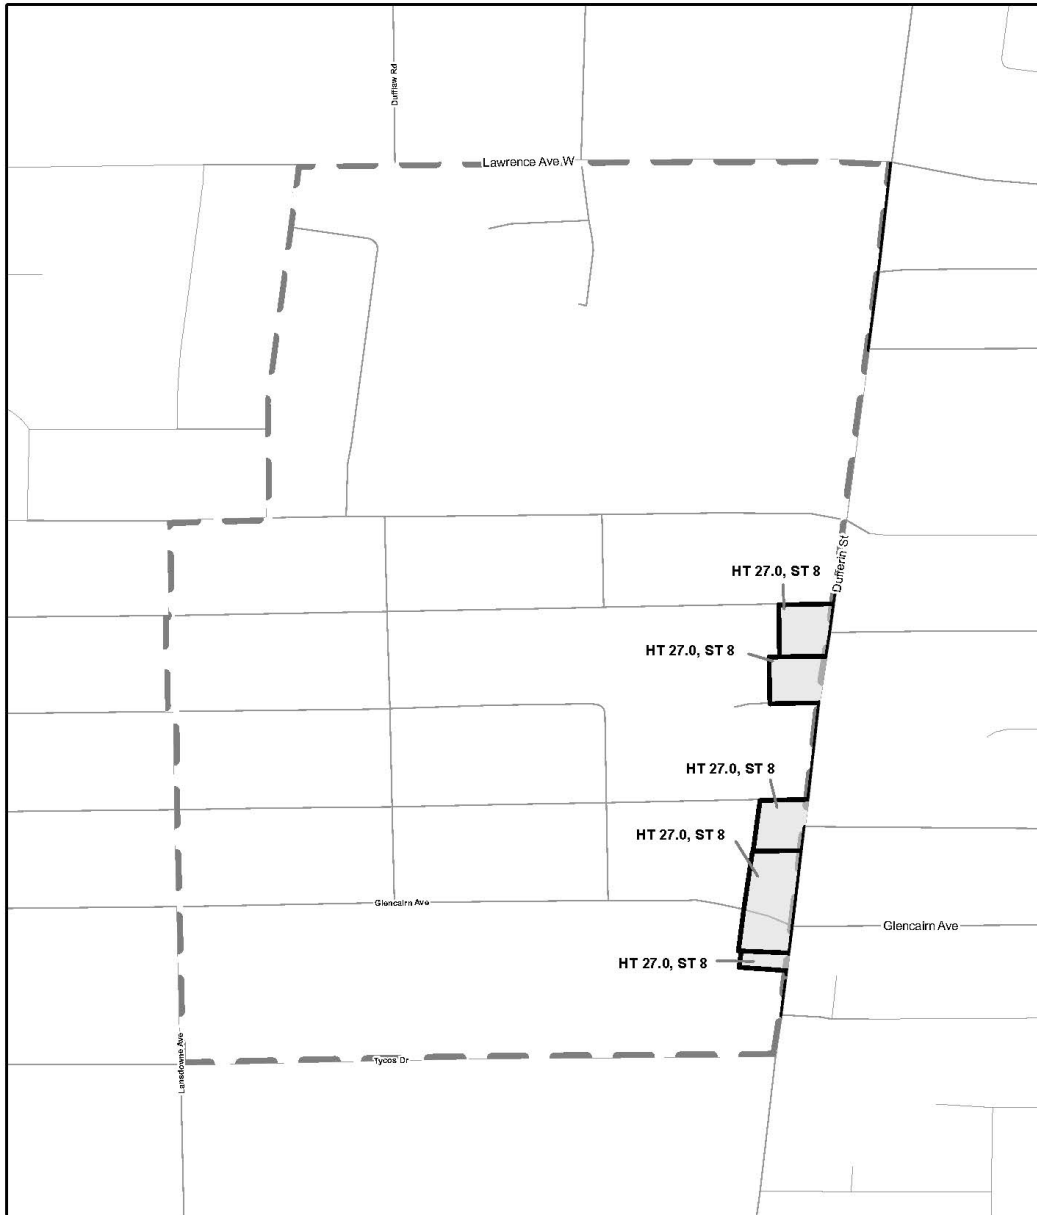 Dufflaw Rd
Lawrence Ave W
Dufferin St
HT 27.0, ST 8
HT 27.0, ST 8
HT 27.0, ST 8
HT 27.0, ST 8
Glencairn Ave
Glencairn Ave
HT 27.0, ST 8
Lansdowne Ave
Tycos Dr